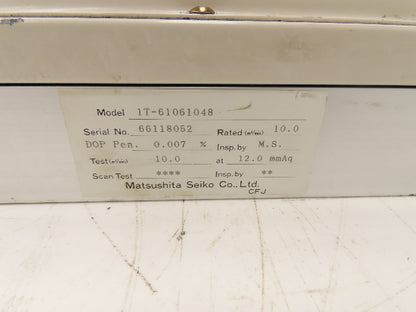 Model 1T-61061048
Serial No. 66118052 Rated (㎥/min) 10.0
DOP Pen. 0.007 % Insp.by M.S.
Test (㎥/min) 10.0 at 12.0 mmAq
Scan Test **** Insp.by **
Matsushita Seiko Co.,Ltd.
CFJ